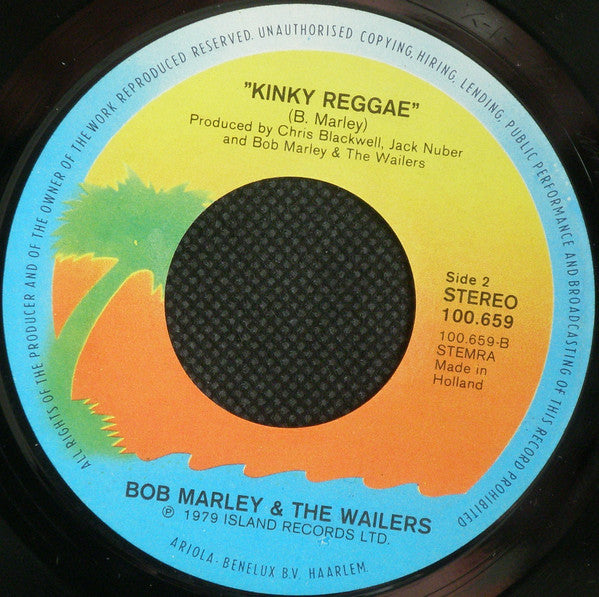 ALL RIGHTS OF THE PRODUCER AND OF THE OWNER OF THE WORK REPRODUCED RESERVED. UNAUTHORISED COPYING, HIRING, LENDING, PUBLIC PERFORMANCE AND BROADCASTING OF THIS RECORD PROHIBITED
"KINKY REGGAE"
(B. Marley)
Produced by Chris Blackwell, Jack Nuber
and Bob Marley & The Wailers
Side 2
STEREO
100.659
100.659-B
STEMRA
Made in
Holland
BOB MARLEY & THE WAILERS
℗ 1979 ISLAND RECORDS LTD.
ARIOLA - BENELUX B.V. HAARLEM.